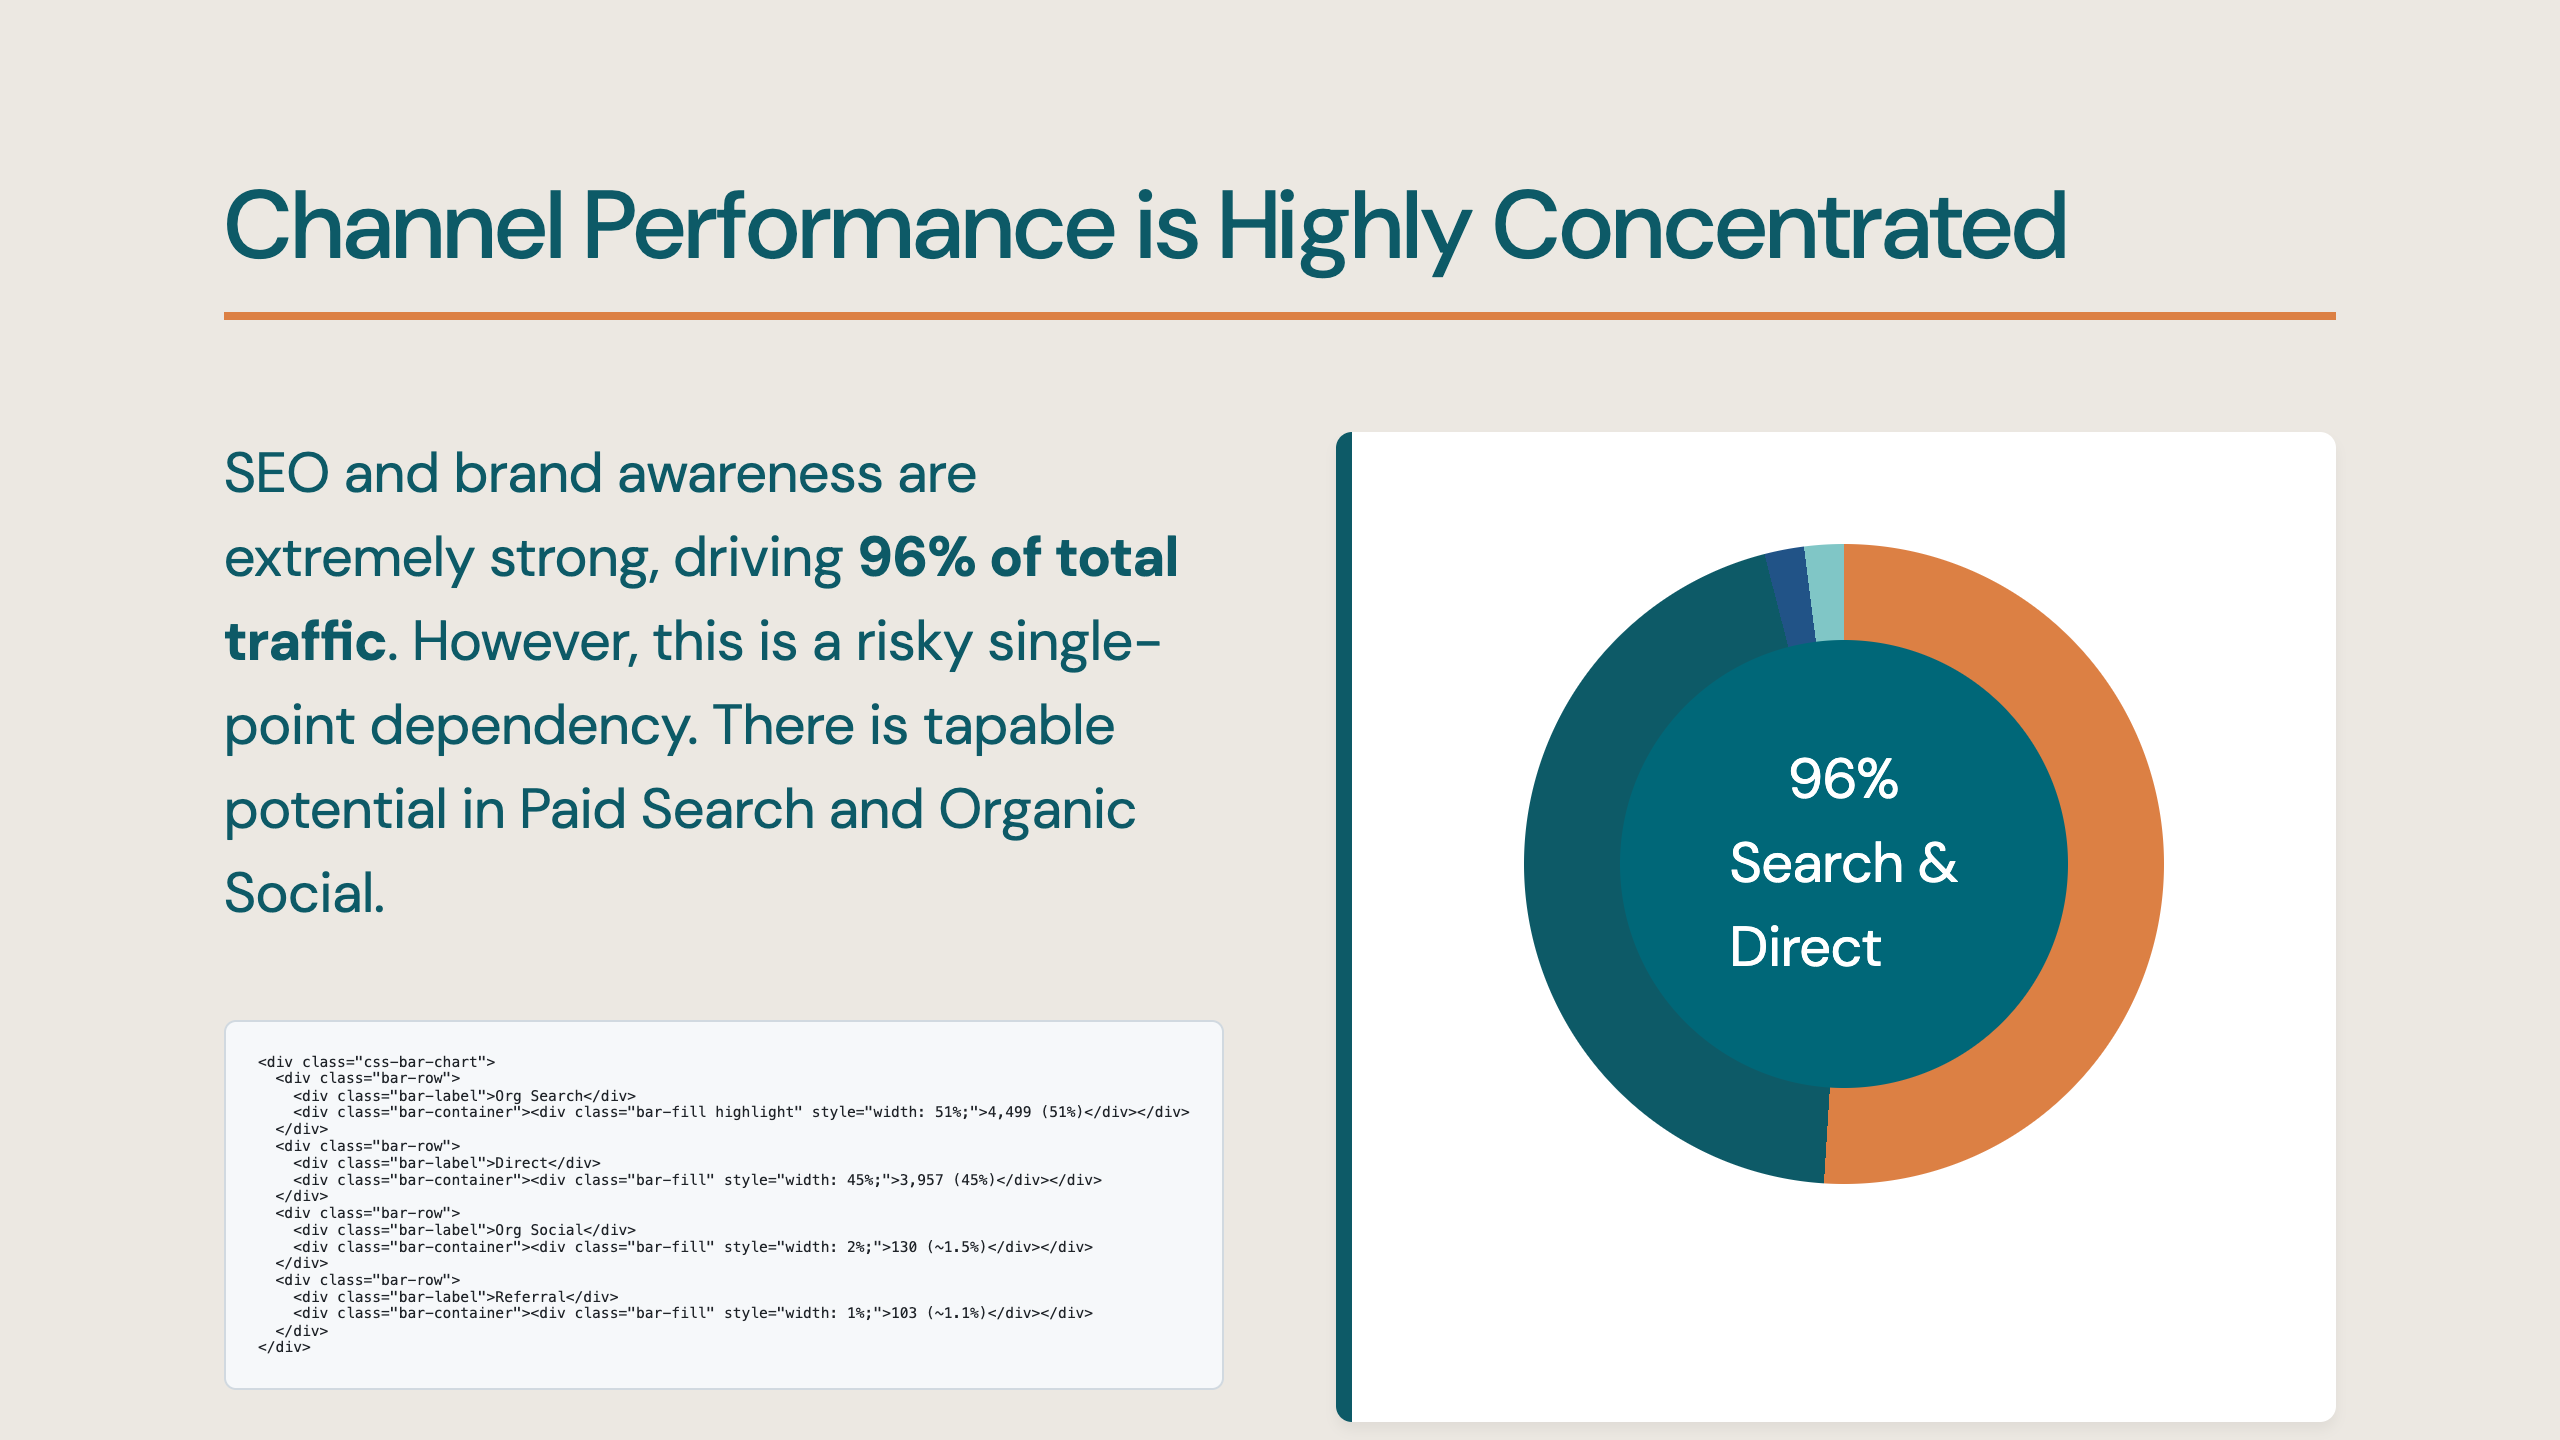 Channel Performance is Highly Concentrated
SEO and brand awareness are
extremely strong, driving 96% of total
traffic. However, this is a risky single-
point dependency. There is tapable
potential in Paid Search and Organic
Social.
<div class="css-bar-chart">
  <div class="bar-row">
    <div class="bar-label">Org Search</div>
    <div class="bar-container"><div class="bar-fill highlight" style="width: 51%;">4,499 (51%)</div></div>
  </div>
  <div class="bar-row">
    <div class="bar-label">Direct</div>
    <div class="bar-container"><div class="bar-fill" style="width: 45%;">3,957 (45%)</div></div>
  </div>
  <div class="bar-row">
    <div class="bar-label">Org Social</div>
    <div class="bar-container"><div class="bar-fill" style="width: 2%;">130 (~1.5%)</div></div>
  </div>
  <div class="bar-row">
    <div class="bar-label">Referral</div>
    <div class="bar-container"><div class="bar-fill" style="width: 1%;">103 (~1.1%)</div></div>
  </div>
</div>
96%
Search &
Direct